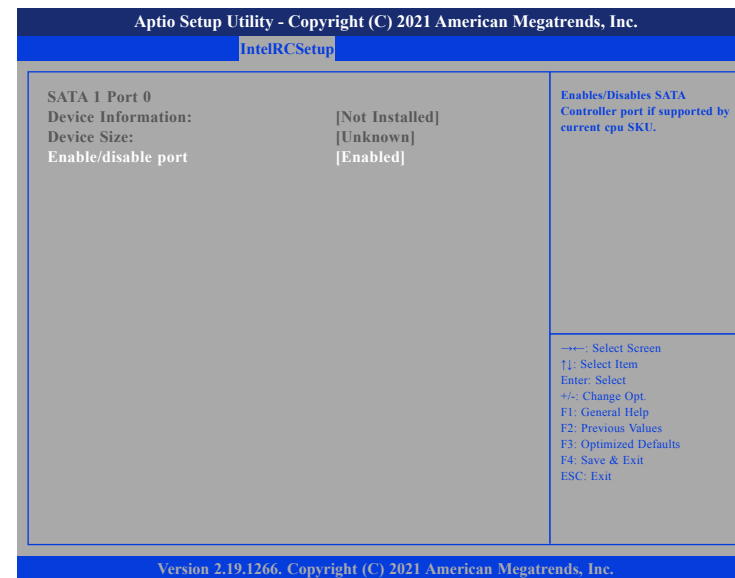 Aptio Setup Utility - Copyright (C) 2021 American Megatrends, Inc.
IntelRCSetup
SATA 1 Port 0
Device Information: [Not Installed]
Device Size: [Unknown]
Enable/disable port [Enabled]
Enables/Disables SATA
Controller port if supported by
current cpu SKU.
→←: Select Screen
↑↓: Select Item
Enter: Select
+/-: Change Opt.
F1: General Help
F2: Previous Values
F3: Optimized Defaults
F4: Save & Exit
ESC: Exit
Version 2.19.1266. Copyright (C) 2021 American Megatrends, Inc.